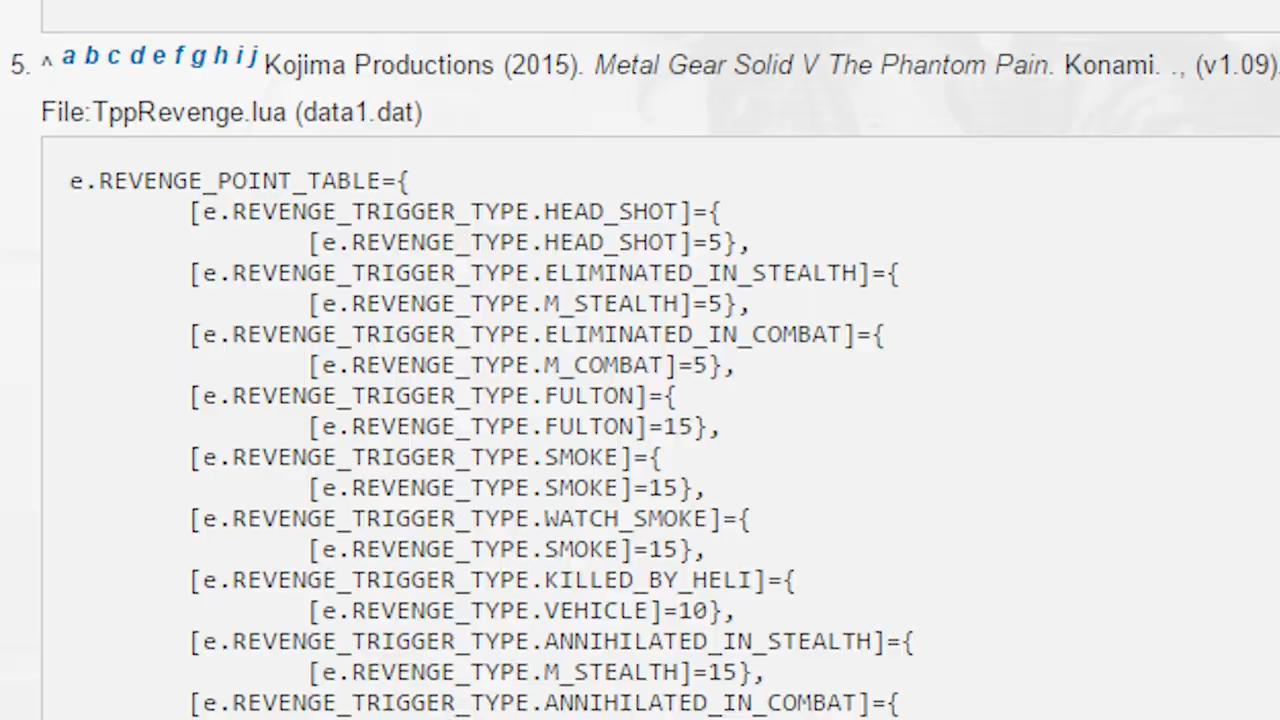 5. ^ a b c d e f g h i j Kojima Productions (2015). Metal Gear Solid V The Phantom Pain. Konami. ., (v1.09).
File:TppRevenge.lua (data1.dat)
e.REVENGE_POINT_TABLE={
[e.REVENGE_TRIGGER_TYPE.HEAD_SHOT]={
[e.REVENGE_TYPE.HEAD_SHOT]=5},
[e.REVENGE_TRIGGER_TYPE.ELIMINATED_IN_STEALTH]={
[e.REVENGE_TYPE.M_STEALTH]=5},
[e.REVENGE_TRIGGER_TYPE.ELIMINATED_IN_COMBAT]={
[e.REVENGE_TYPE.M_COMBAT]=5},
[e.REVENGE_TRIGGER_TYPE.FULTON]={
[e.REVENGE_TYPE.FULTON]=15},
[e.REVENGE_TRIGGER_TYPE.SMOKE]={
[e.REVENGE_TYPE.SMOKE]=15},
[e.REVENGE_TRIGGER_TYPE.WATCH_SMOKE]={
[e.REVENGE_TYPE.SMOKE]=15},
[e.REVENGE_TRIGGER_TYPE.KILLED_BY_HELI]={
[e.REVENGE_TYPE.VEHICLE]=10},
[e.REVENGE_TRIGGER_TYPE.ANNIHILATED_IN_STEALTH]={
[e.REVENGE_TYPE.M_STEALTH]=15},
[e.REVENGE_TRIGGER_TYPE.ANNIHILATED_IN_COMBAT]={